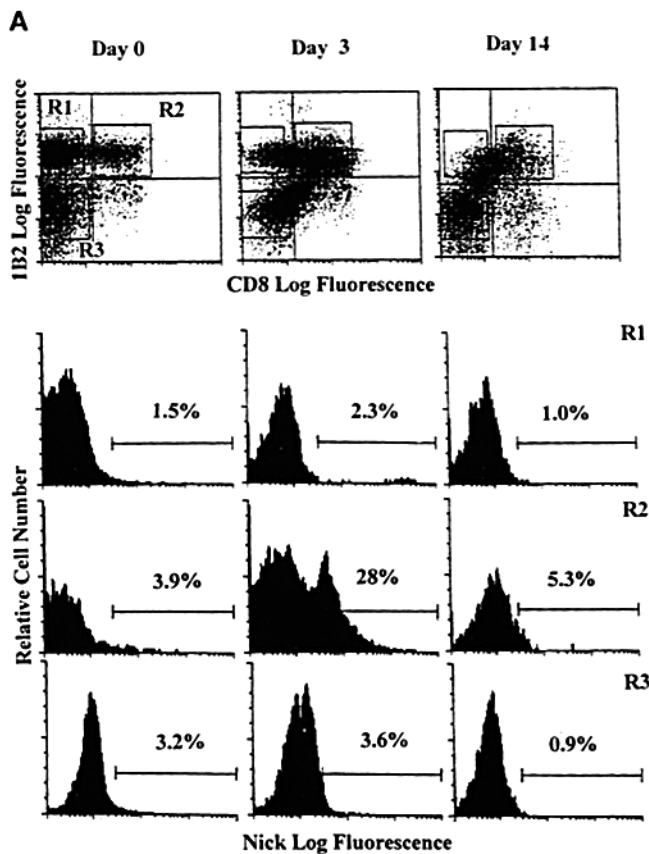 A
Day 0 Day 3 Day 14
1B2 Log Fluorescence
R1 R2
R3
CD8 Log Fluorescence
Relative Cell Number
R1
1.5% 2.3% 1.0%
R2
3.9% 28% 5.3%
R3
3.2% 3.6% 0.9%
Nick Log Fluorescence